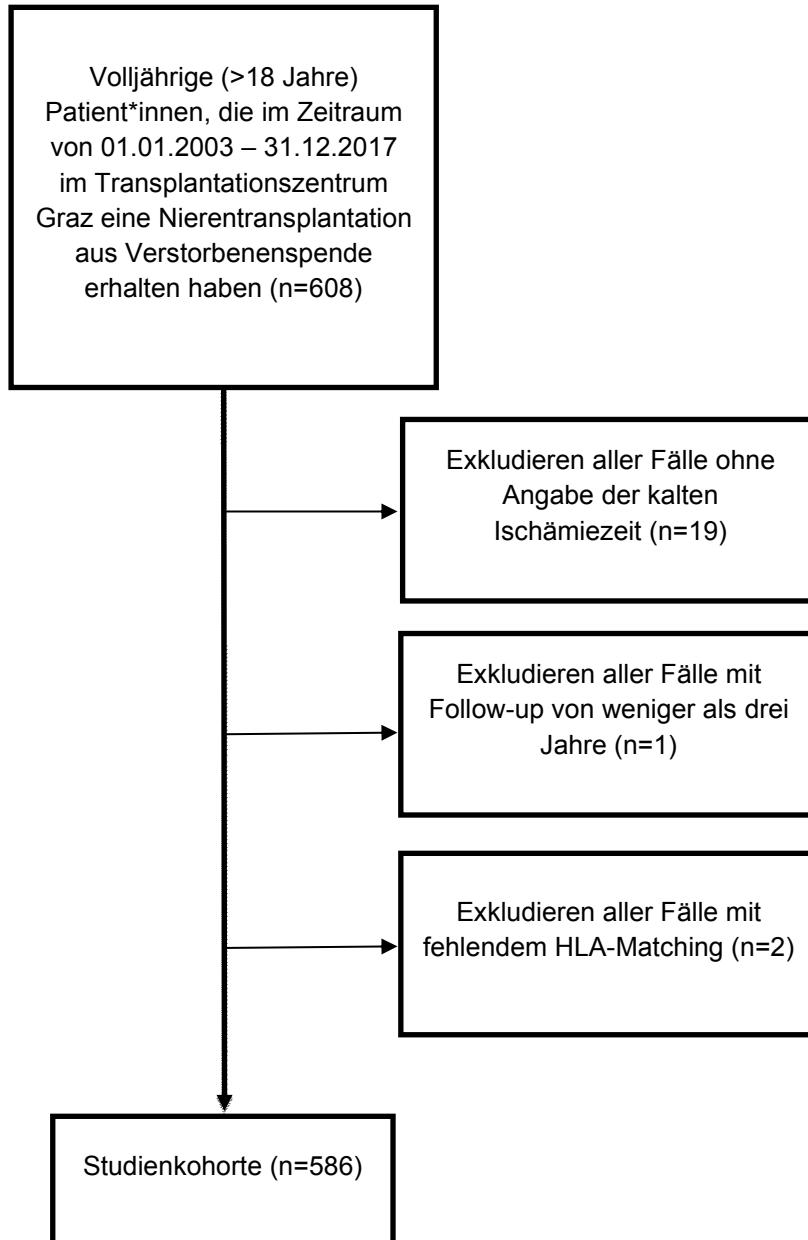 Volljährige (>18 Jahre)
Patient*innen, die im Zeitraum
von 01.01.2003 – 31.12.2017
im Transplantationszentrum
Graz eine Nierentransplantation
aus Verstorbenenspende
erhalten haben (n=608)
Exkludieren aller Fälle ohne
Angabe der kalten
Ischämiezeit (n=19)
Exkludieren aller Fälle mit
Follow-up von weniger als drei
Jahre (n=1)
Exkludieren aller Fälle mit
fehlendem HLA-Matching (n=2)
Studienkohorte (n=586)